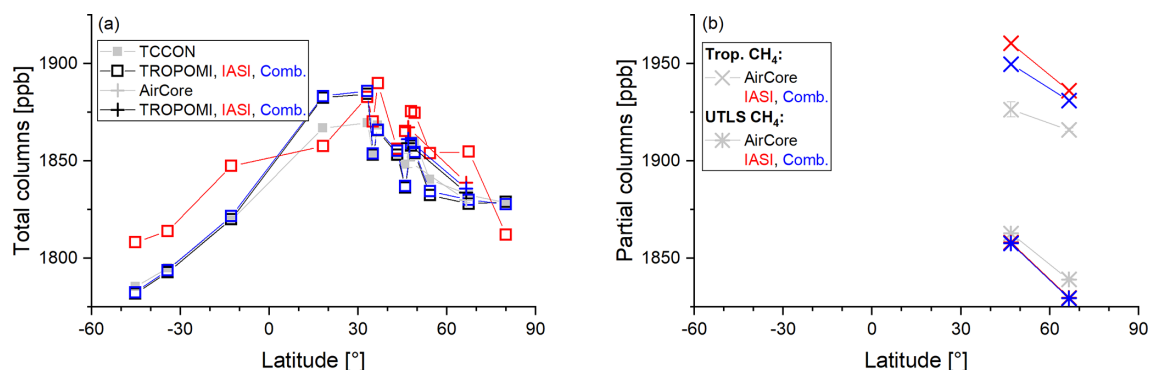 (a)
TCCON
TROPOMI, IASI, Comb.
AirCore
TROPOMI, IASI, Comb.
1900
1850
1800
Total columns [ppb]
-60 -30 0 30 60 90
Latitude [°]
(b)
Trop. CH₄:
AirCore
IASI, Comb.
UTLS CH₄:
AirCore
IASI, Comb.
1950
1900
1850
Partial columns [ppb]
-60 -30 0 30 60 90
Latitude [°]